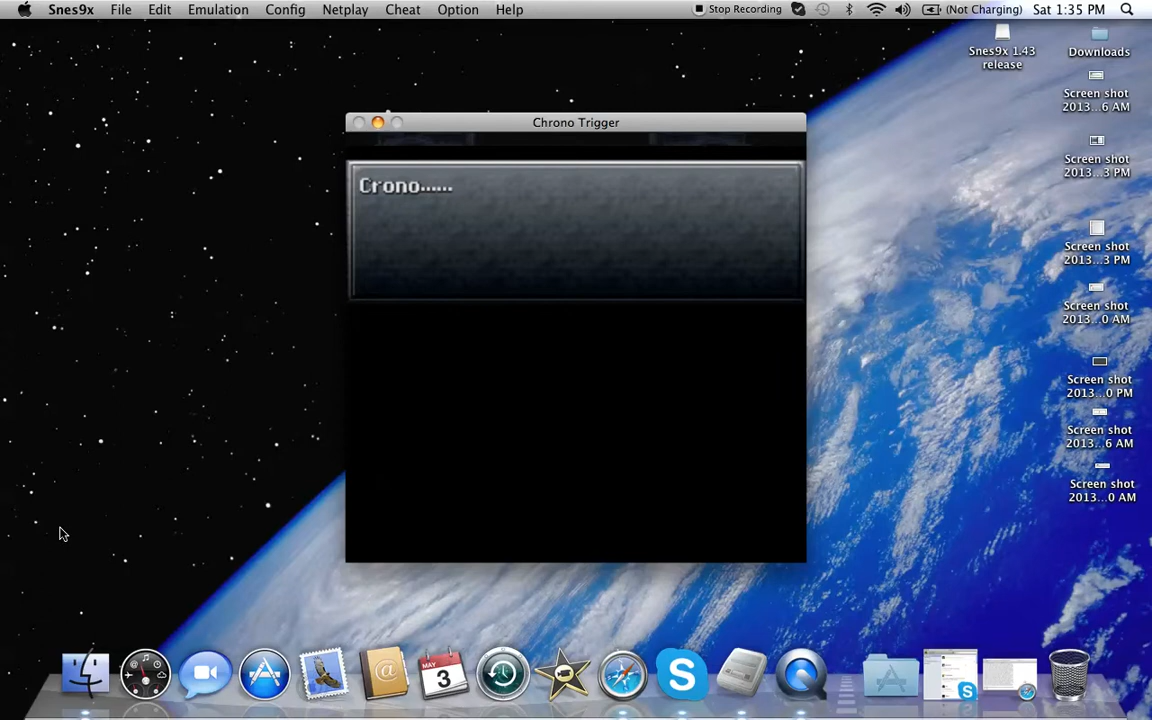 Snes9x File Edit Emulation Config Netplay Cheat Option Help Stop Recording (Not Charging) Sat 1:35 PM
Snes9x 1.43
release
Downloads
Screen shot
2013...6 AM
Screen shot
2013...3 PM
Screen shot
2013...3 PM
Screen shot
2013...0 AM
Screen shot
2013...0 PM
Screen shot
2013...6 AM
Screen shot
2013...0 AM
Chrono Trigger
Crono......
MAY
3